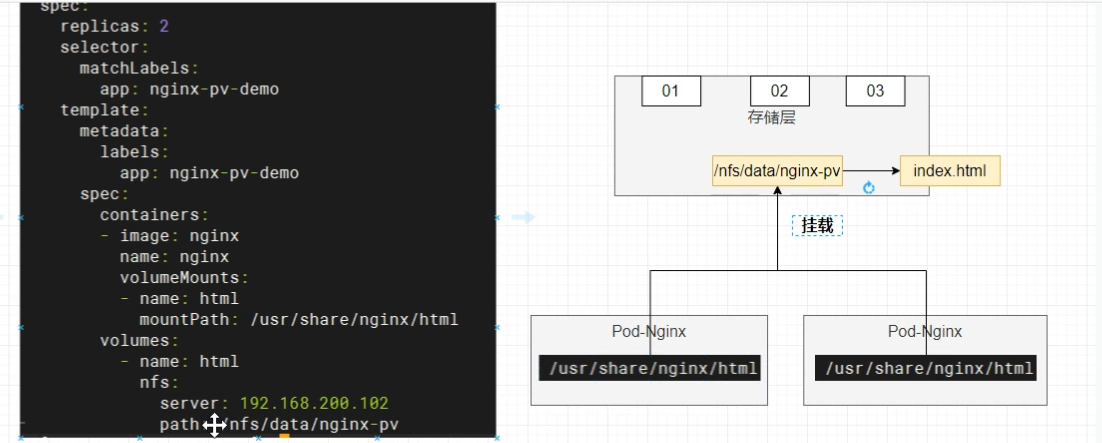 spec:
replicas: 2
selector:
matchLabels:
app: nginx-pv-demo
template:
metadata:
labels:
app: nginx-pv-demo
spec:
containers:
- image: nginx
name: nginx
volumeMounts:
- name: html
mountPath: /usr/share/nginx/html
volumes:
- name: html
nfs:
server: 192.168.200.102
path: /nfs/data/nginx-pv
01
02
03
存储层
/nfs/data/nginx-pv
index.html
挂载
Pod-Nginx
/usr/share/nginx/html
Pod-Nginx
/usr/share/nginx/html